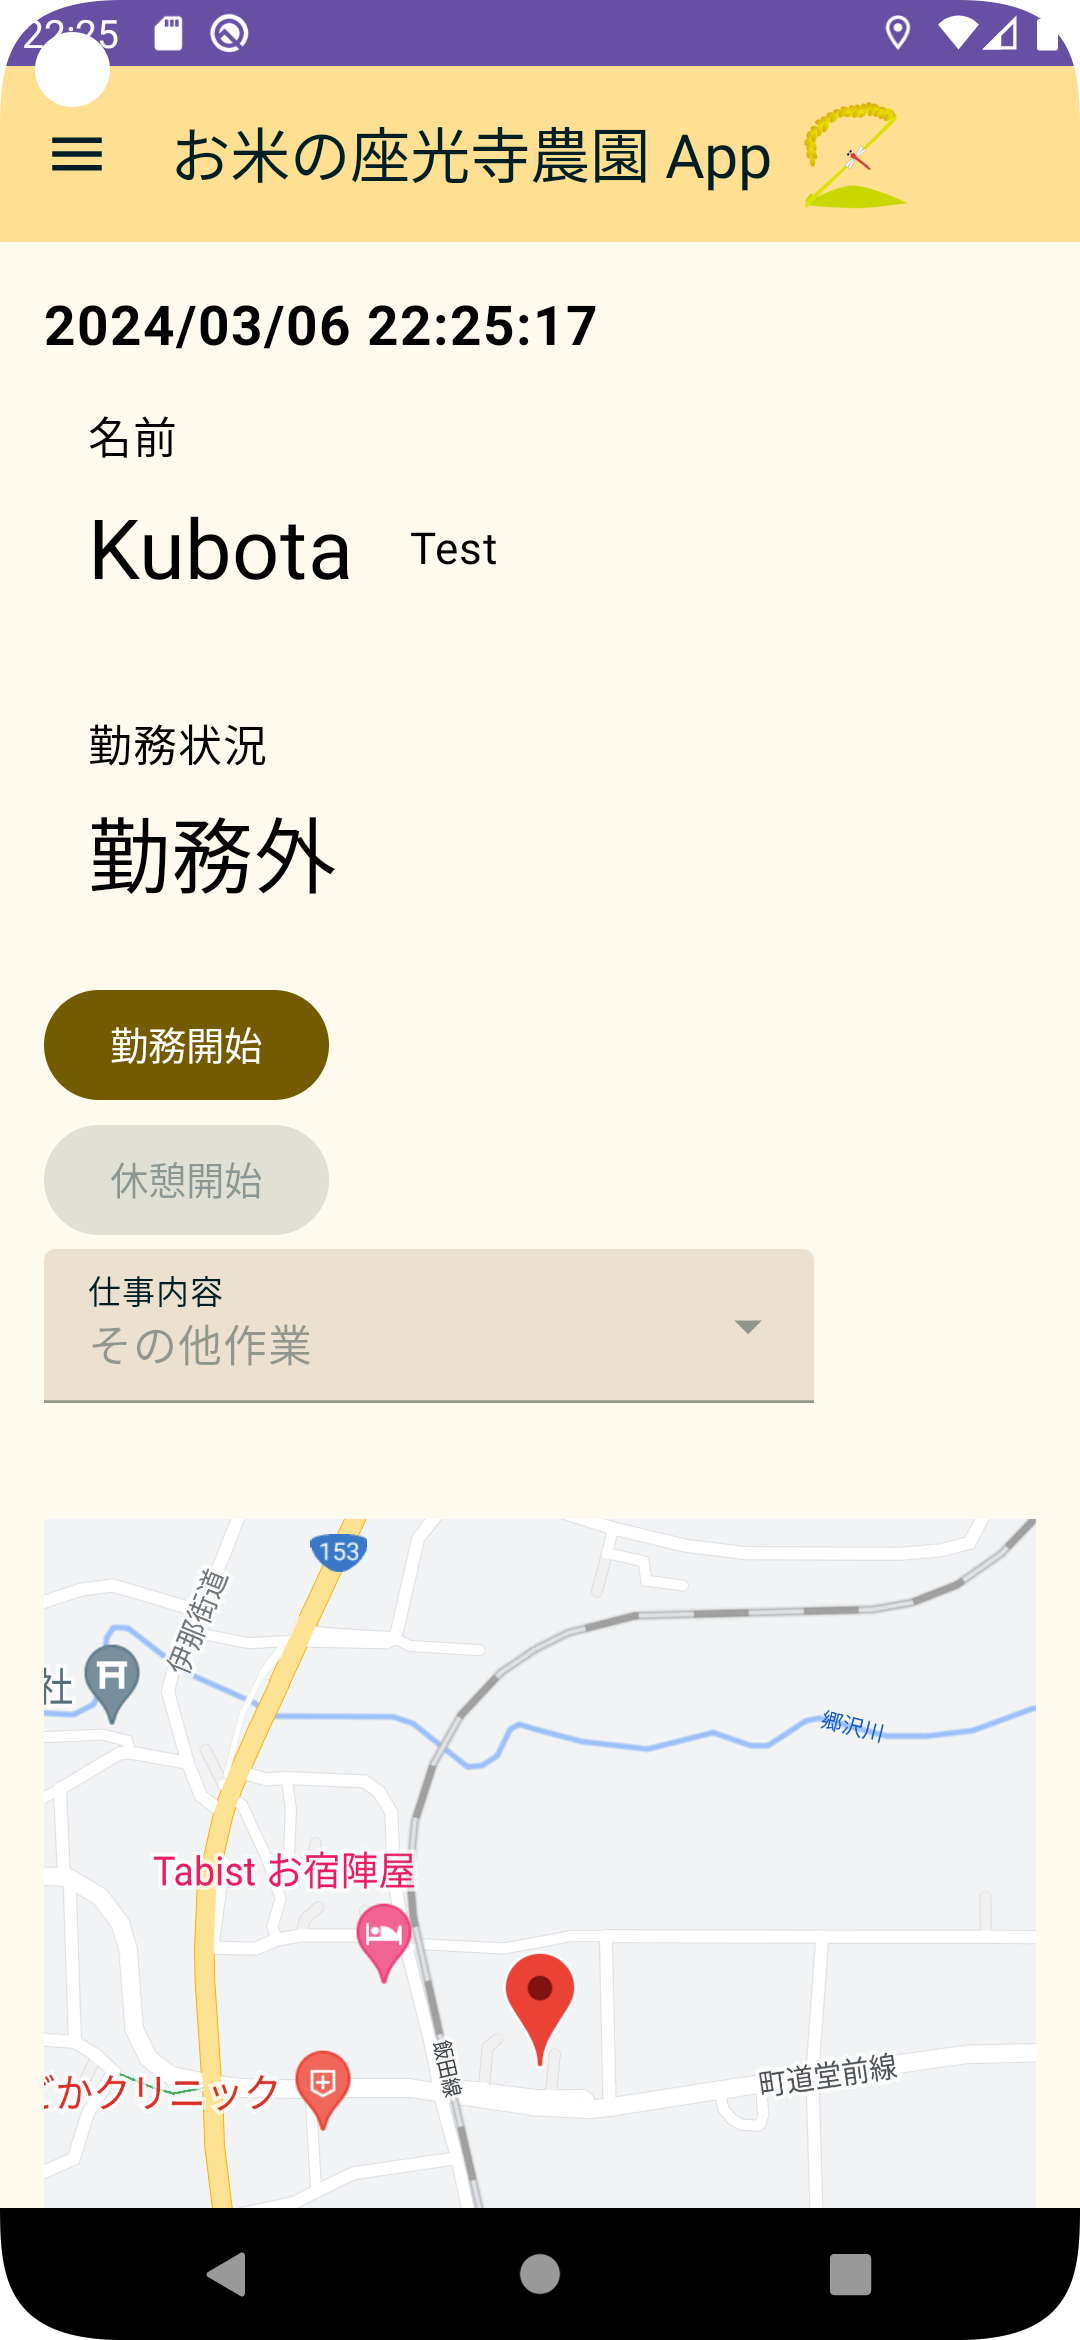 22:25
お米の座光寺農園 App
2024/03/06 22:25:17
名前
Kubota Test
勤務状況
勤務外
勤務開始
休憩開始
仕事内容
その他作業
153
伊那街道
社
郷沢川
Tabist お宿陣屋
飯田線
町道堂前線
ごかクリニック